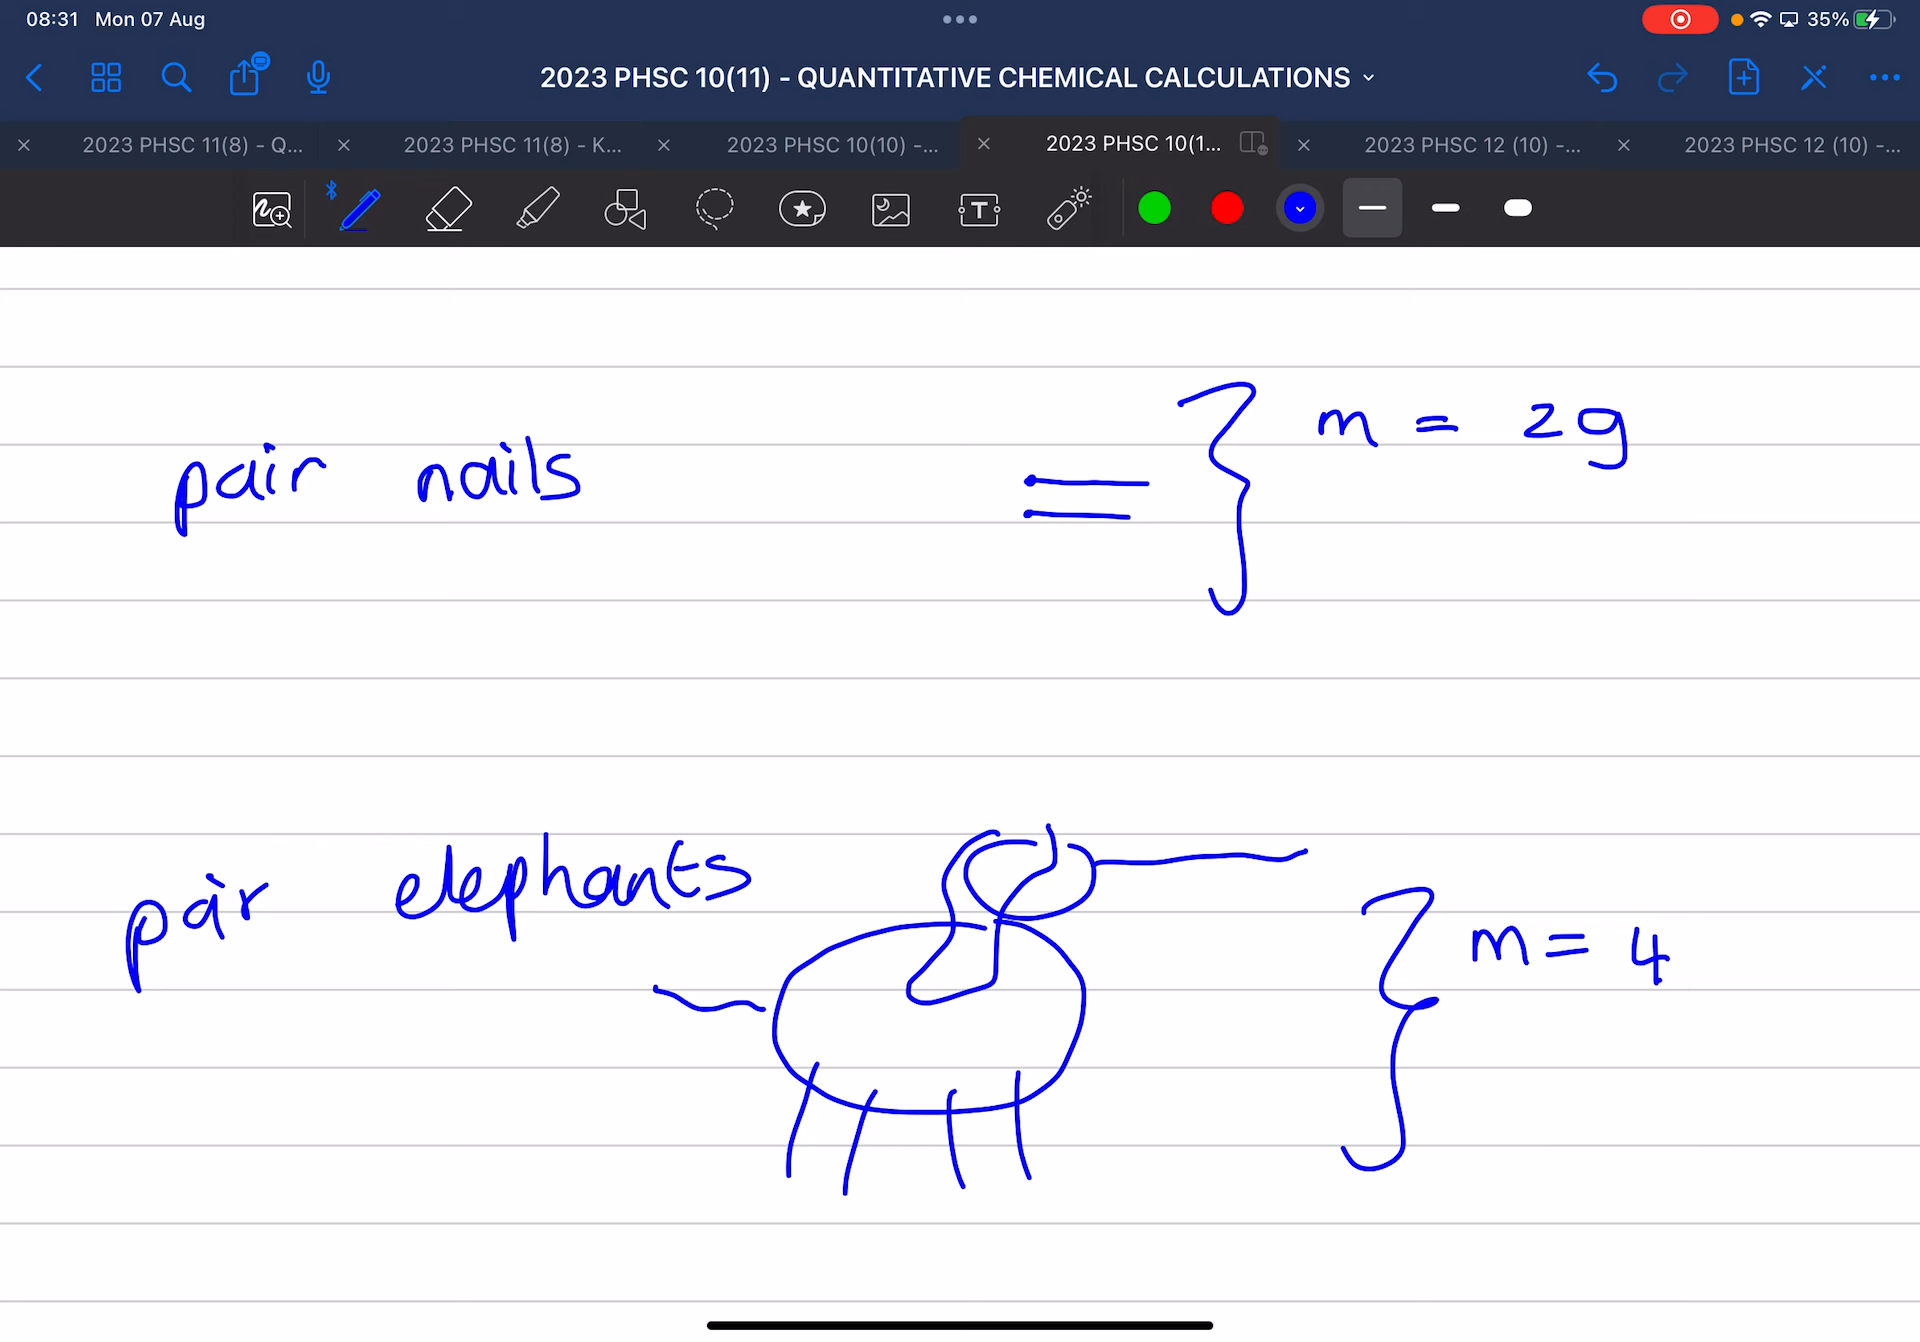 08:31 Mon 07 Aug
35%
2023 PHSC 10(11) - QUANTITATIVE CHEMICAL CALCULATIONS
2023 PHSC 11(8) - Q... 2023 PHSC 11(8) - K... 2023 PHSC 10(10) -... 2023 PHSC 10(1... 2023 PHSC 12 (10) -... 2023 PHSC 12 (10) -...
T
pair nails = { m = 2g
pair elephants } m = 4